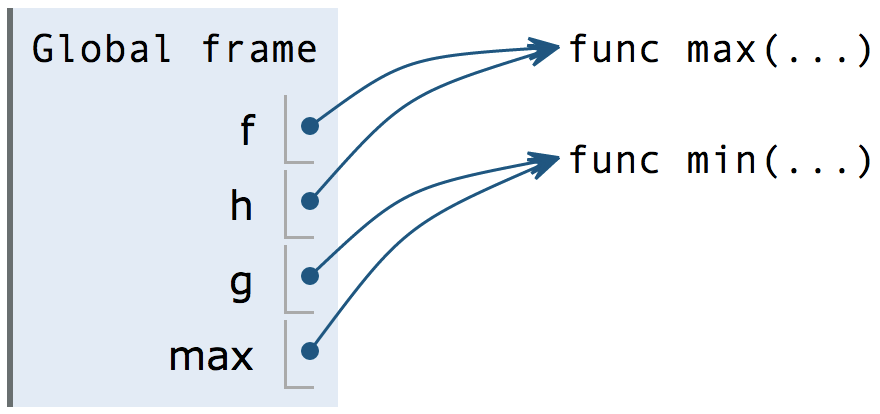 Global frame
func max(...)
f
func min(...)
h
g
max